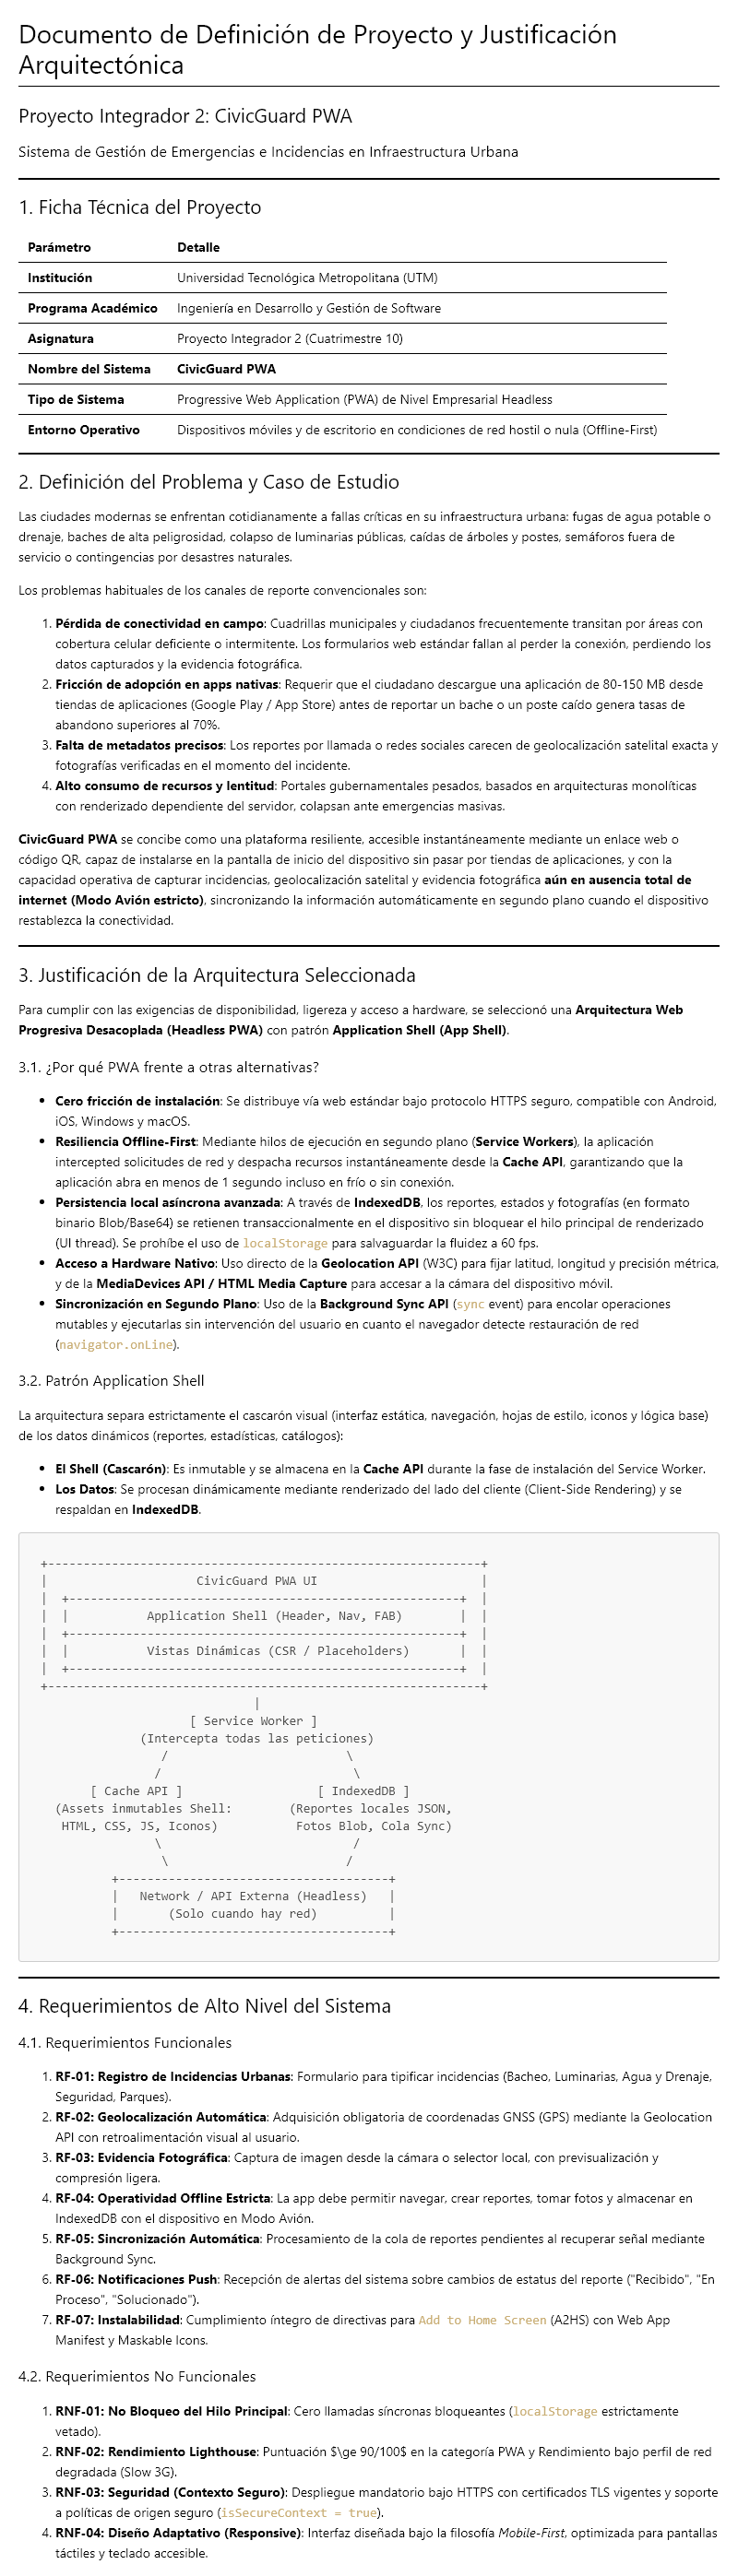 Documento de Definición de Proyecto y Justificación
Arquitectónica
Proyecto Integrador 2: CivicGuard PWA
Sistema de Gestión de Emergencias e Incidencias en Infraestructura Urbana
1. Ficha Técnica del Proyecto
Parámetro Detalle
Institución Universidad Tecnológica Metropolitana (UTM)
Programa Académico Ingeniería en Desarrollo y Gestión de Software
Asignatura Proyecto Integrador 2 (Cuatrimestre 10)
Nombre del Sistema CivicGuard PWA
Tipo de Sistema Progressive Web Application (PWA) de Nivel Empresarial Headless
Entorno Operativo Dispositivos móviles y de escritorio en condiciones de red hostil o nula (Offline-First)
2. Definición del Problema y Caso de Estudio
Las ciudades modernas se enfrentan cotidianamente a fallas críticas en su infraestructura urbana: fugas de agua potable o
drenaje, baches de alta peligrosidad, colapso de luminarias públicas, caídas de árboles y postes, semáforos fuera de
servicio o contingencias por desastres naturales.
Los problemas habituales de los canales de reporte convencionales son:
1. Pérdida de conectividad en campo: Cuadrillas municipales y ciudadanos frecuentemente transitan por áreas con
cobertura celular deficiente o intermitente. Los formularios web estándar fallan al perder la conexión, perdiendo los
datos capturados y la evidencia fotográfica.
2. Fricción de adopción en apps nativas: Requerir que el ciudadano descargue una aplicación de 80-150 MB desde
tiendas de aplicaciones (Google Play / App Store) antes de reportar un bache o un poste caído genera tasas de
abandono superiores al 70%.
3. Falta de metadatos precisos: Los reportes por llamada o redes sociales carecen de geolocalización satelital exacta y
fotografías verificadas en el momento del incidente.
4. Alto consumo de recursos y lentitud: Portales gubernamentales pesados, basados en arquitecturas monolíticas
con renderizado dependiente del servidor, colapsan ante emergencias masivas.
CivicGuard PWA se concibe como una plataforma resiliente, accesible instantáneamente mediante un enlace web o
código QR, capaz de instalarse en la pantalla de inicio del dispositivo sin pasar por tiendas de aplicaciones, y con la
capacidad operativa de capturar incidencias, geolocalización satelital y evidencia fotográfica aún en ausencia total de
internet (Modo Avión estricto), sincronizando la información automáticamente en segundo plano cuando el dispositivo
restablezca la conectividad.
3. Justificación de la Arquitectura Seleccionada
Para cumplir con las exigencias de disponibilidad, ligereza y acceso a hardware, se seleccionó una Arquitectura Web
Progresiva Desacoplada (Headless PWA) con patrón Application Shell (App Shell).
3.1. ¿Por qué PWA frente a otras alternativas?
• Cero fricción de instalación: Se distribuye vía web estándar bajo protocolo HTTPS seguro, compatible con Android,
iOS, Windows y macOS.
• Resiliencia Offline-First: Mediante hilos de ejecución en segundo plano (Service Workers), la aplicación
intercepted solicitudes de red y despacha recursos instantáneamente desde la Cache API, garantizando que la
aplicación abra en menos de 1 segundo incluso en frío o sin conexión.
• Persistencia local asíncrona avanzada: A través de IndexedDB, los reportes, estados y fotografías (en formato
binario Blob/Base64) se retienen transaccionalmente en el dispositivo sin bloquear el hilo principal de renderizado
(UI thread). Se prohíbe el uso de localStorage para salvaguardar la fluidez a 60 fps.
• Acceso a Hardware Nativo: Uso directo de la Geolocation API (W3C) para fijar latitud, longitud y precisión métrica,
y de la MediaDevices API / HTML Media Capture para accesar a la cámara del dispositivo móvil.
• Sincronización en Segundo Plano: Uso de la Background Sync API (sync event) para encolar operaciones
mutables y ejecutarlas sin intervención del usuario en cuanto el navegador detecte restauración de red
(navigator.onLine).
3.2. Patrón Application Shell
La arquitectura separa estrictamente el cascarón visual (interfaz estática, navegación, hojas de estilo, iconos y lógica base)
de los datos dinámicos (reportes, estadísticas, catálogos):
• El Shell (Cascarón): Es inmutable y se almacena en la Cache API durante la fase de instalación del Service Worker.
• Los Datos: Se procesan dinámicamente mediante renderizado del lado del cliente (Client-Side Rendering) y se
respaldan en IndexedDB.
CivicGuard PWA UI
Application Shell (Header, Nav, FAB)
Vistas Dinámicas (CSR / Placeholders)
[ Service Worker ]
(Intercepta todas las peticiones)
[ Cache API ] [ IndexedDB ]
(Assets inmutables Shell: (Reportes locales JSON,
HTML, CSS, JS, Iconos) Fotos Blob, Cola Sync)
Network / API Externa (Headless)
(Solo cuando hay red)
4. Requerimientos de Alto Nivel del Sistema
4.1. Requerimientos Funcionales
1. RF-01: Registro de Incidencias Urbanas: Formulario para tipificar incidencias (Bacheo, Luminarias, Agua y Drenaje,
Seguridad, Parques).
2. RF-02: Geolocalización Automática: Adquisición obligatoria de coordenadas GNSS (GPS) mediante la Geolocation
API con retroalimentación visual al usuario.
3. RF-03: Evidencia Fotográfica: Captura de imagen desde la cámara o selector local, con previsualización y
compresión ligera.
4. RF-04: Operatividad Offline Estricta: La app debe permitir navegar, crear reportes, tomar fotos y almacenar en
IndexedDB con el dispositivo en Modo Avión.
5. RF-05: Sincronización Automática: Procesamiento de la cola de reportes pendientes al recuperar señal mediante
Background Sync.
6. RF-06: Notificaciones Push: Recepción de alertas del sistema sobre cambios de estatus del reporte ("Recibido", "En
Proceso", "Solucionado").
7. RF-07: Instalabilidad: Cumplimiento íntegro de directivas para Add to Home Screen (A2HS) con Web App
Manifest y Maskable Icons.
4.2. Requerimientos No Funcionales
1. RNF-01: No Bloqueo del Hilo Principal: Cero llamadas síncronas bloqueantes (localStorage estrictamente
vetado).
2. RNF-02: Rendimiento Lighthouse: Puntuación $\ge 90/100$ en la categoría PWA y Rendimiento bajo perfil de red
degradada (Slow 3G).
3. RNF-03: Seguridad (Contexto Seguro): Despliegue mandatorio bajo HTTPS con certificados TLS vigentes y soporte
a políticas de origen seguro (isSecureContext = true).
4. RNF-04: Diseño Adaptativo (Responsive): Interfaz diseñada bajo la filosofía Mobile-First, optimizada para pantallas
táctiles y teclado accesible.